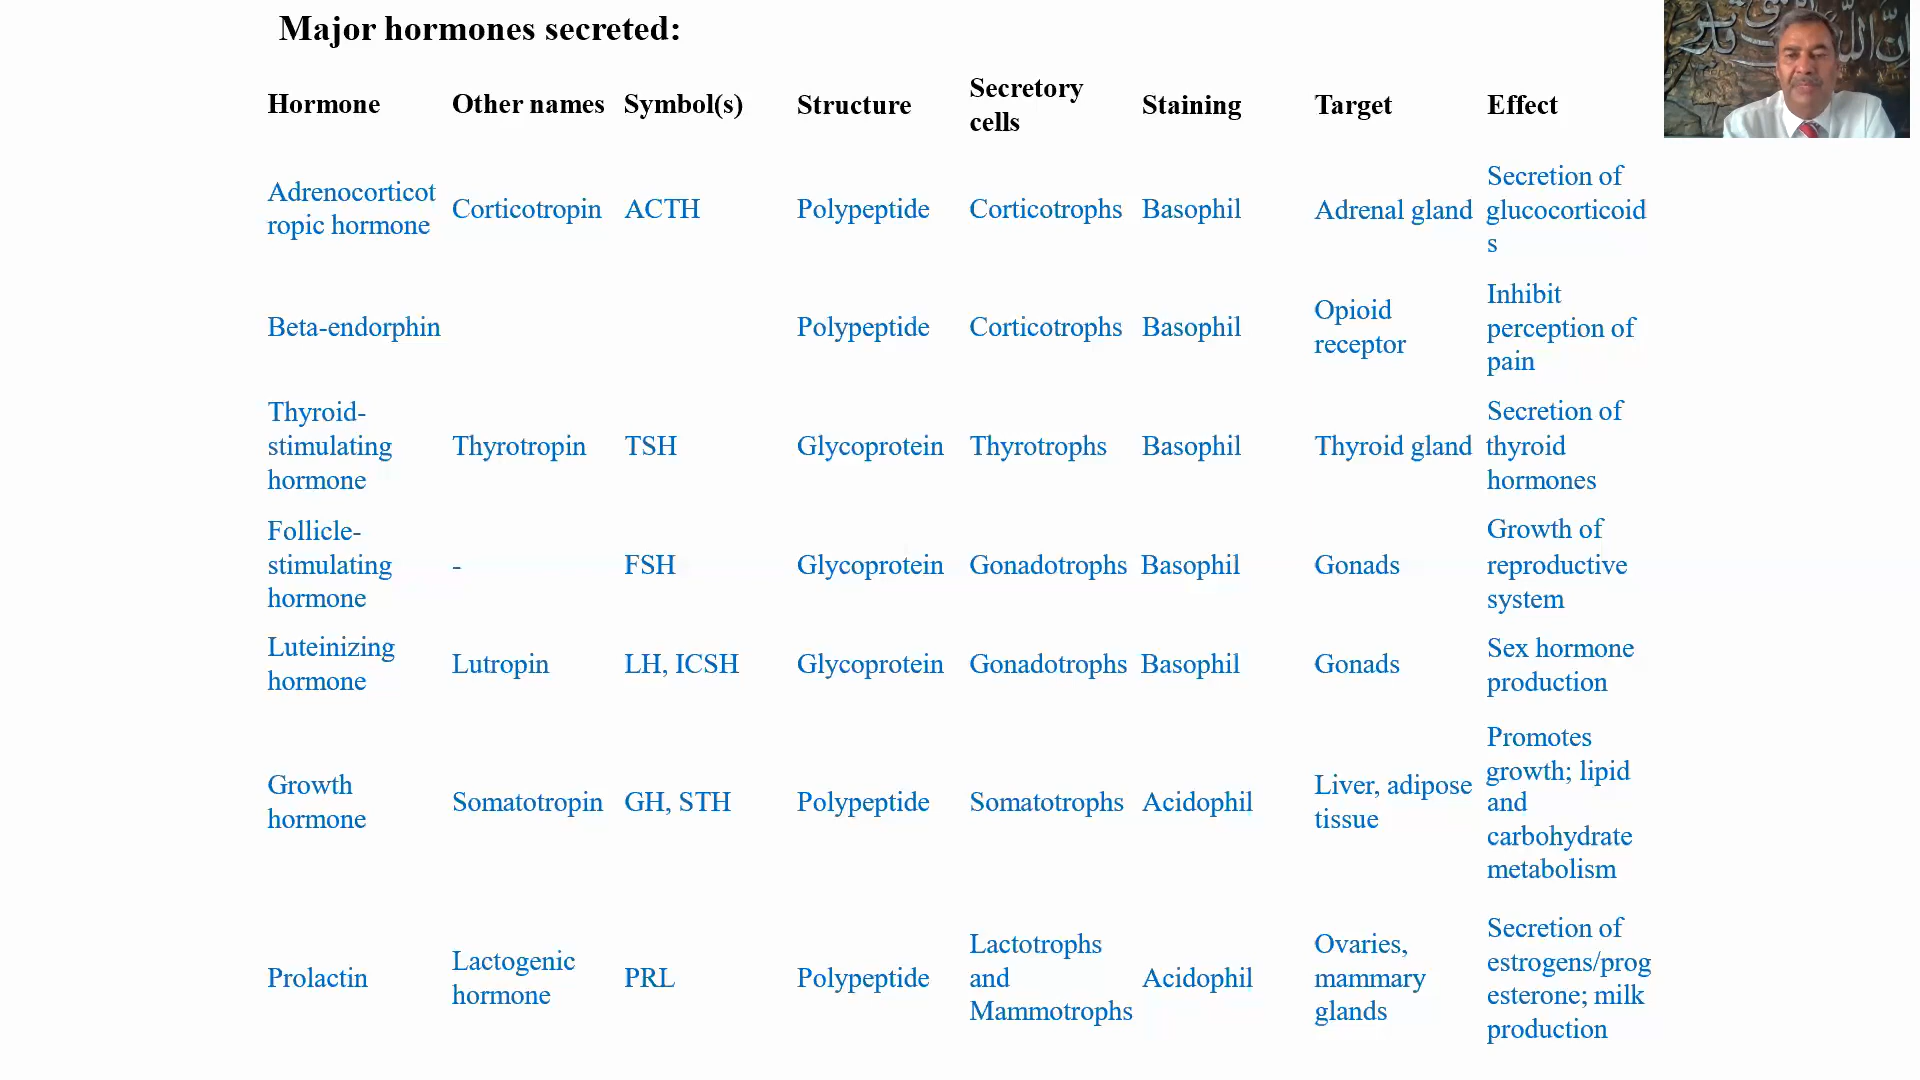 Major hormones secreted:
Hormone Other names Symbol(s) Structure Secretory cells Staining Target Effect
Adrenocorticot
ropic hormone
Corticotropin
ACTH
Polypeptide
Corticotrophs
Basophil
Adrenal gland
Secretion of
glucocorticoid
s
Beta-endorphin
Polypeptide
Corticotrophs
Basophil
Opioid
receptor
Inhibit
perception of
pain
Thyroid-
stimulating
hormone
Thyrotropin
TSH
Glycoprotein
Thyrotrophs
Basophil
Thyroid gland
Secretion of
thyroid
hormones
Follicle-
stimulating
hormone
-
FSH
Glycoprotein
Gonadotrophs
Basophil
Gonads
Growth of
reproductive
system
Luteinizing
hormone
Lutropin
LH, ICSH
Glycoprotein
Gonadotrophs
Basophil
Gonads
Sex hormone
production
Growth
hormone
Somatotropin
GH, STH
Polypeptide
Somatotrophs
Acidophil
Liver, adipose
tissue
Promotes
growth; lipid
and
carbohydrate
metabolism
Prolactin
Lactogenic
hormone
PRL
Polypeptide
Lactotrophs
and
Mammotrophs
Acidophil
Ovaries,
mammary
glands
Secretion of
estrogens/prog
esterone; milk
production